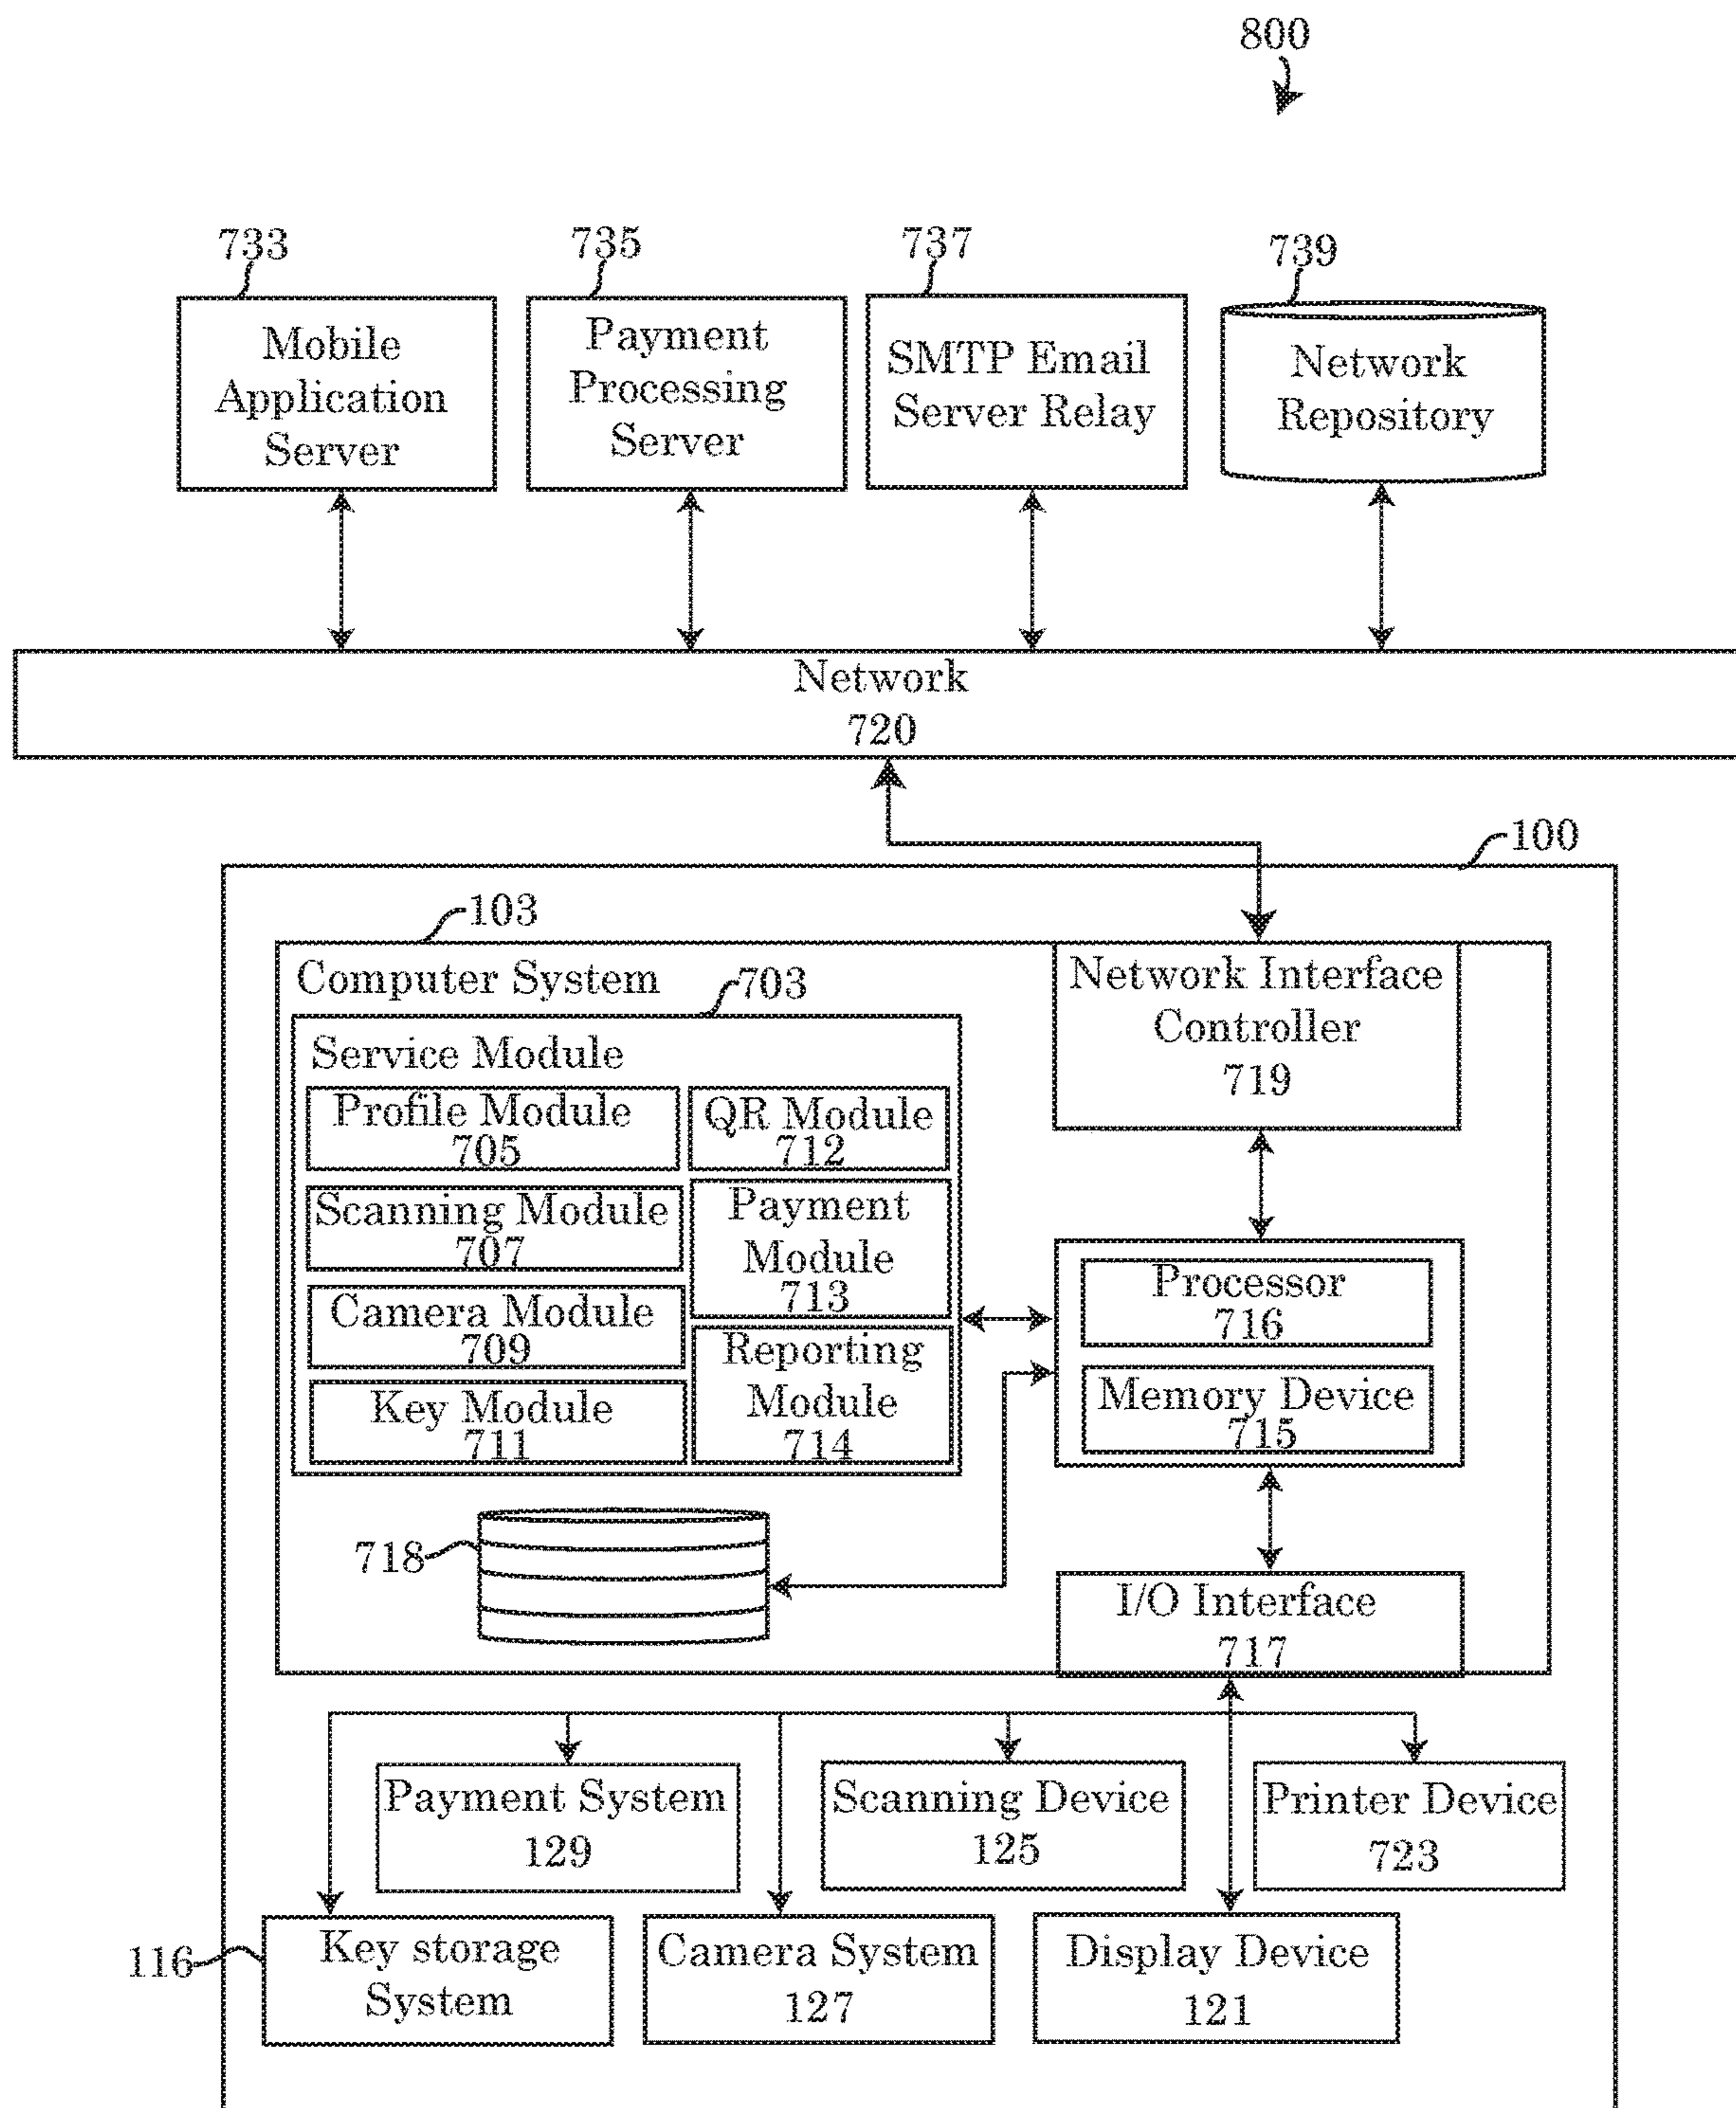 800
733
735
737
739
Mobile
Application
Server
Payment
Processing
Server
SMTP Email
Server Relay
Network
Repository
Network
720
100
103
Computer System
703
Service Module
Profile Module
705
QR Module
712
Scanning Module
707
Payment
Module
713
Camera Module
709
Reporting
Module
714
Key Module
711
Network Interface
Controller
719
Processor
716
Memory Device
715
718
I/O Interface
717
Payment System
129
Scanning Device
125
Printer Device
723
116
Key storage
System
Camera System
127
Display Device
121